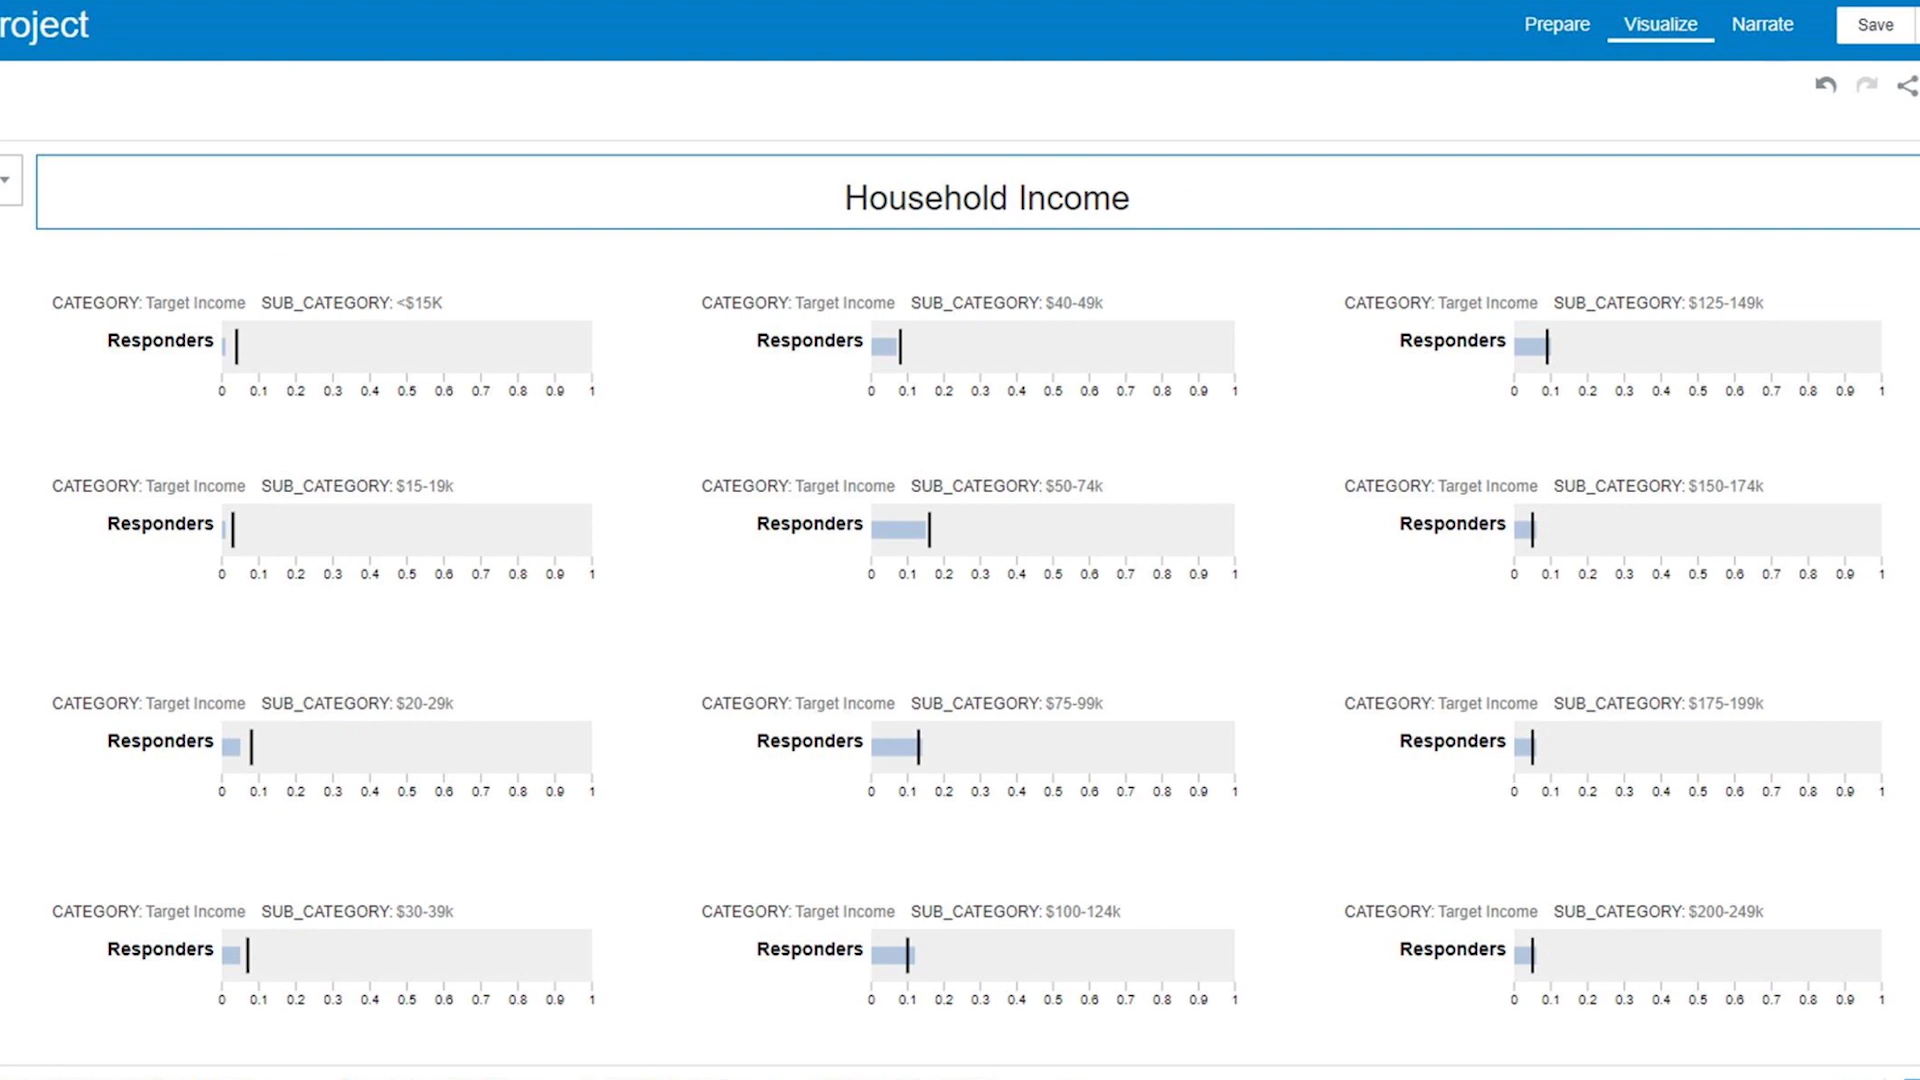 roject
Prepare Visualize Narrate Save
Household Income
CATEGORY: Target Income SUB_CATEGORY: <$15K
Responders
0 0.1 0.2 0.3 0.4 0.5 0.6 0.7 0.8 0.9 1
CATEGORY: Target Income SUB_CATEGORY: $40-49k
Responders
0 0.1 0.2 0.3 0.4 0.5 0.6 0.7 0.8 0.9 1
CATEGORY: Target Income SUB_CATEGORY: $125-149k
Responders
0 0.1 0.2 0.3 0.4 0.5 0.6 0.7 0.8 0.9 1
CATEGORY: Target Income SUB_CATEGORY: $15-19k
Responders
0 0.1 0.2 0.3 0.4 0.5 0.6 0.7 0.8 0.9 1
CATEGORY: Target Income SUB_CATEGORY: $50-74k
Responders
0 0.1 0.2 0.3 0.4 0.5 0.6 0.7 0.8 0.9 1
CATEGORY: Target Income SUB_CATEGORY: $150-174k
Responders
0 0.1 0.2 0.3 0.4 0.5 0.6 0.7 0.8 0.9 1
CATEGORY: Target Income SUB_CATEGORY: $20-29k
Responders
0 0.1 0.2 0.3 0.4 0.5 0.6 0.7 0.8 0.9 1
CATEGORY: Target Income SUB_CATEGORY: $75-99k
Responders
0 0.1 0.2 0.3 0.4 0.5 0.6 0.7 0.8 0.9 1
CATEGORY: Target Income SUB_CATEGORY: $175-199k
Responders
0 0.1 0.2 0.3 0.4 0.5 0.6 0.7 0.8 0.9 1
CATEGORY: Target Income SUB_CATEGORY: $30-39k
Responders
0 0.1 0.2 0.3 0.4 0.5 0.6 0.7 0.8 0.9 1
CATEGORY: Target Income SUB_CATEGORY: $100-124k
Responders
0 0.1 0.2 0.3 0.4 0.5 0.6 0.7 0.8 0.9 1
CATEGORY: Target Income SUB_CATEGORY: $200-249k
Responders
0 0.1 0.2 0.3 0.4 0.5 0.6 0.7 0.8 0.9 1